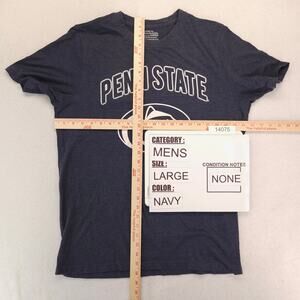 PENN STATE
14075
CATEGORY :
MENS
SIZE :
LARGE
CONDITION NOTES
NONE
COLOR :
NAVY